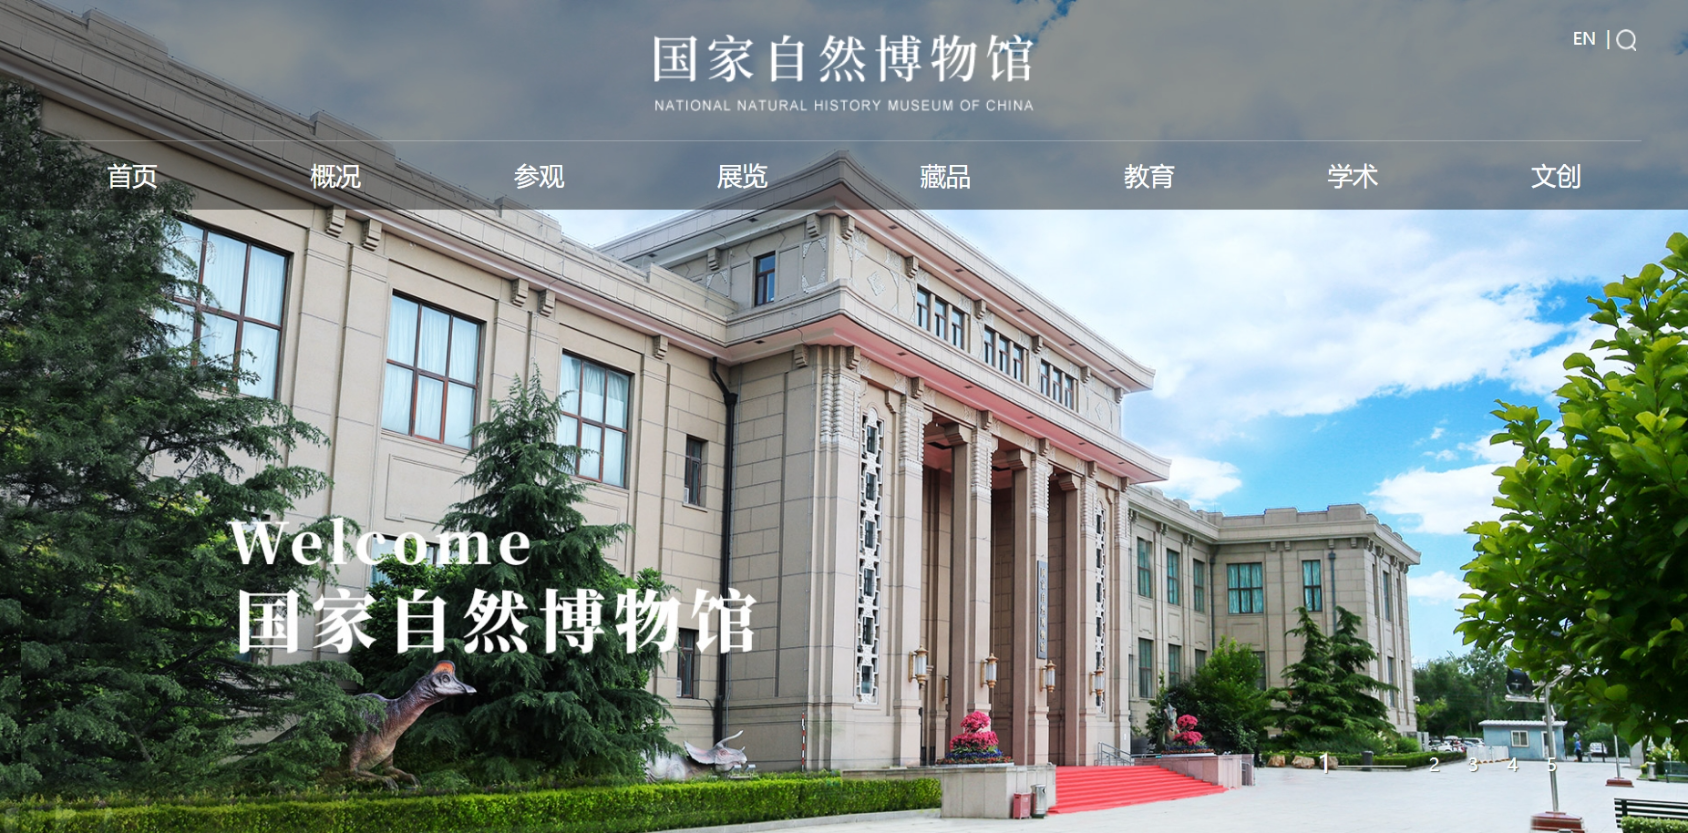 国家自然博物馆
NATIONAL NATURAL HISTORY MUSEUM OF CHINA
EN |
首页 概况 参观 展览 藏品 教育 学术 文创
Welcome
国家自然博物馆
1 2 3 4 5